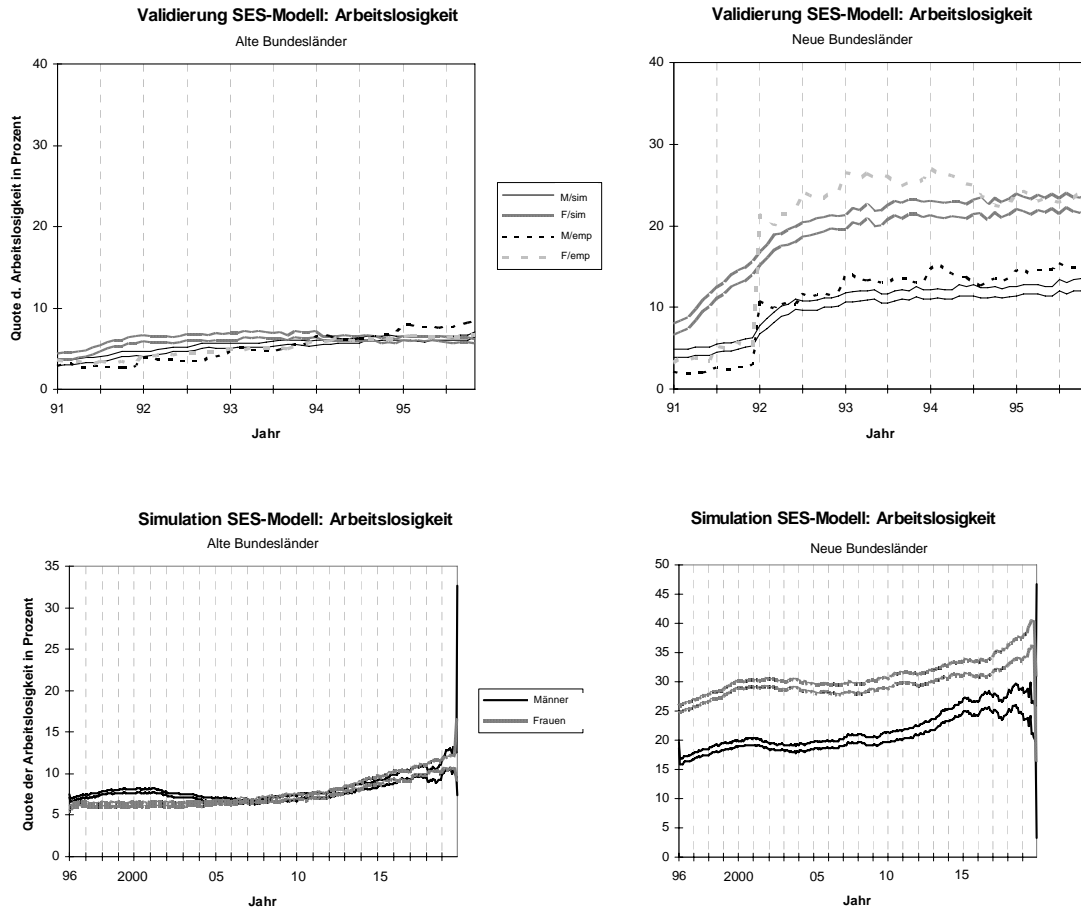 Validierung SES-Modell: Arbeitslosigkeit
Alte Bundesländer
Quote d. Arbeitslosigkeit in Prozent
40
30
20
10
0
91
92
93
94
95
Jahr
M/sim
F/sim
M/emp
F/emp
Validierung SES-Modell: Arbeitslosigkeit
Neue Bundesländer
40
30
20
10
0
91
92
93
94
95
Jahr
Simulation SES-Modell: Arbeitslosigkeit
Alte Bundesländer
Quote der Arbeitslosigkeit in Prozent
35
30
25
20
15
10
5
0
96
2000
05
10
15
Jahr
Männer
Frauen
Simulation SES-Modell: Arbeitslosigkeit
Neue Bundesländer
50
45
40
35
30
25
20
15
10
5
0
96
2000
05
10
15
Jahr